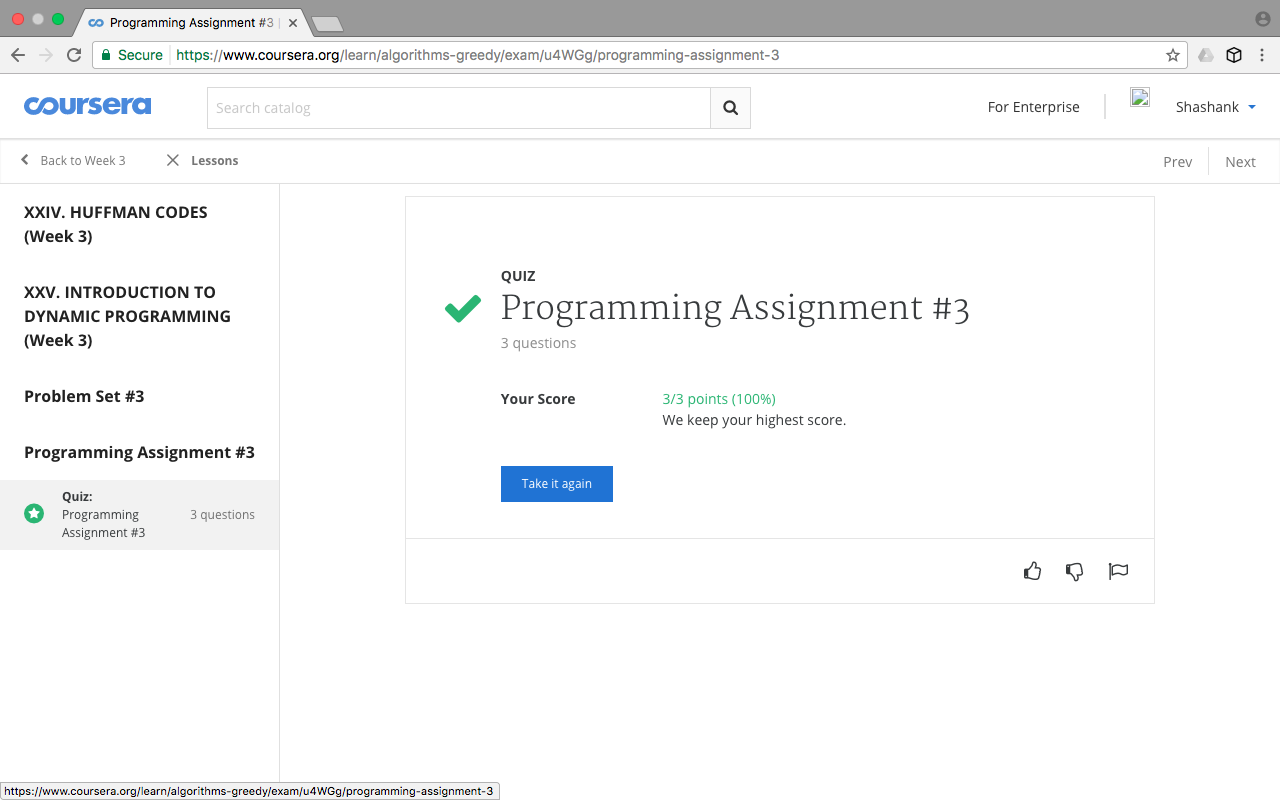 Programming Assignment #3
Secure https://www.coursera.org/learn/algorithms-greedy/exam/u4WGg/programming-assignment-3
coursera
Search catalog
For Enterprise
Shashank
Back to Week 3
Lessons
Prev
Next
XXIV. HUFFMAN CODES
(Week 3)
XXV. INTRODUCTION TO
DYNAMIC PROGRAMMING
(Week 3)
Problem Set #3
Programming Assignment #3
Quiz:
Programming
Assignment #3
3 questions
QUIZ
Programming Assignment #3
3 questions
Your Score
3/3 points (100%)
We keep your highest score.
Take it again
https://www.coursera.org/learn/algorithms-greedy/exam/u4WGg/programming-assignment-3